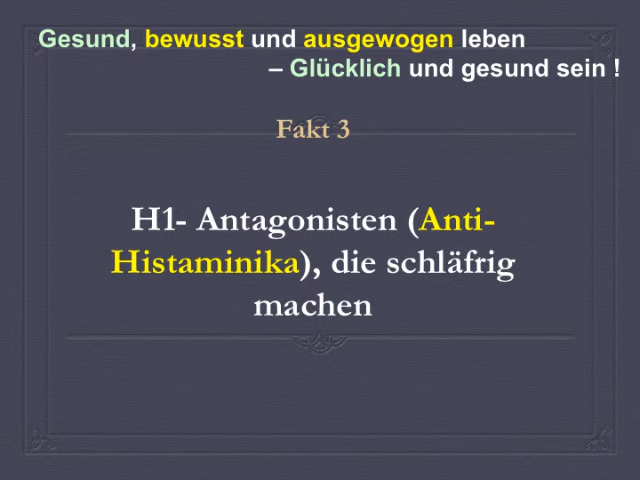 Gesund, bewusst und ausgewogen leben
– Glücklich und gesund sein !
Fakt 3
H1- Antagonisten (Anti-
Histaminika), die schläfrig
machen